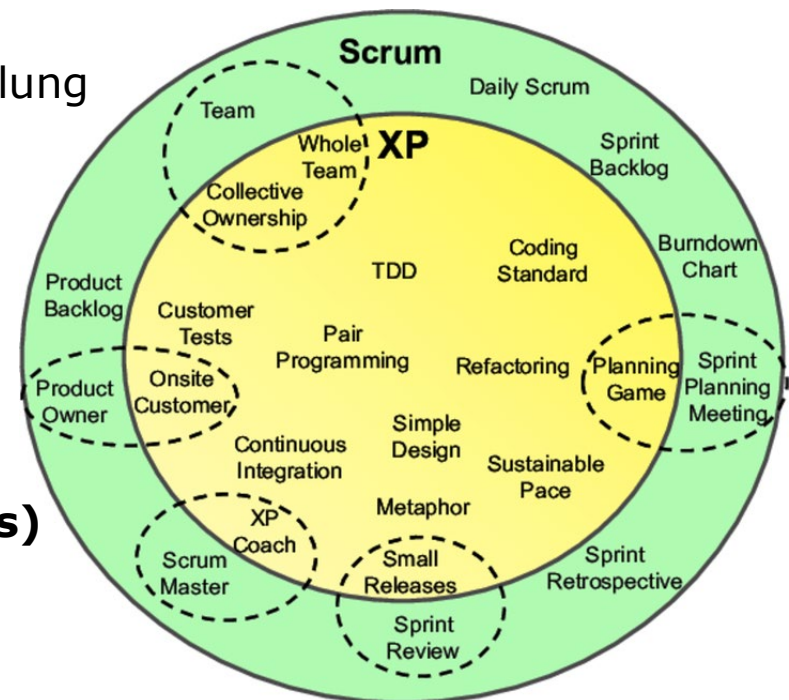 Scrum
lung
Daily Scrum
Team
Whole
Team
XP
Sprint
Backlog
Collective
Ownership
TDD
Coding
Standard
Burndown
Chart
Product
Backlog
Customer
Tests
Pair
Programming
Refactoring
Planning
Game
Sprint
Planning
Meeting
Product
Owner
Onsite
Customer
Simple
Design
Continuous
Integration
Sustainable
Pace
Metaphor
s)
XP
Coach
Scrum
Master
Small
Releases
Sprint
Retrospective
Sprint
Review